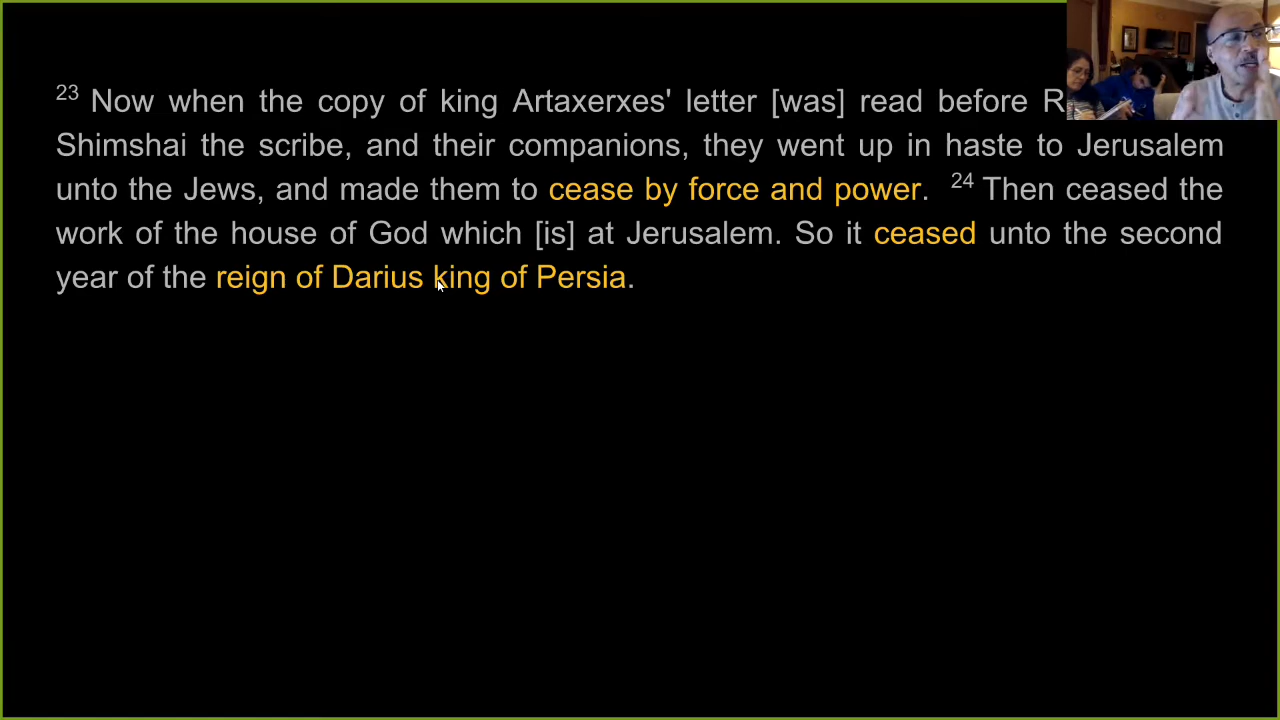 23 Now when the copy of king Artaxerxes' letter [was] read before
Shimshai the scribe, and their companions, they went up in haste to Jerusalem
unto the Jews, and made them to cease by force and power. 24 Then ceased the
work of the house of God which [is] at Jerusalem. So it ceased unto the second
year of the reign of Darius king of Persia.